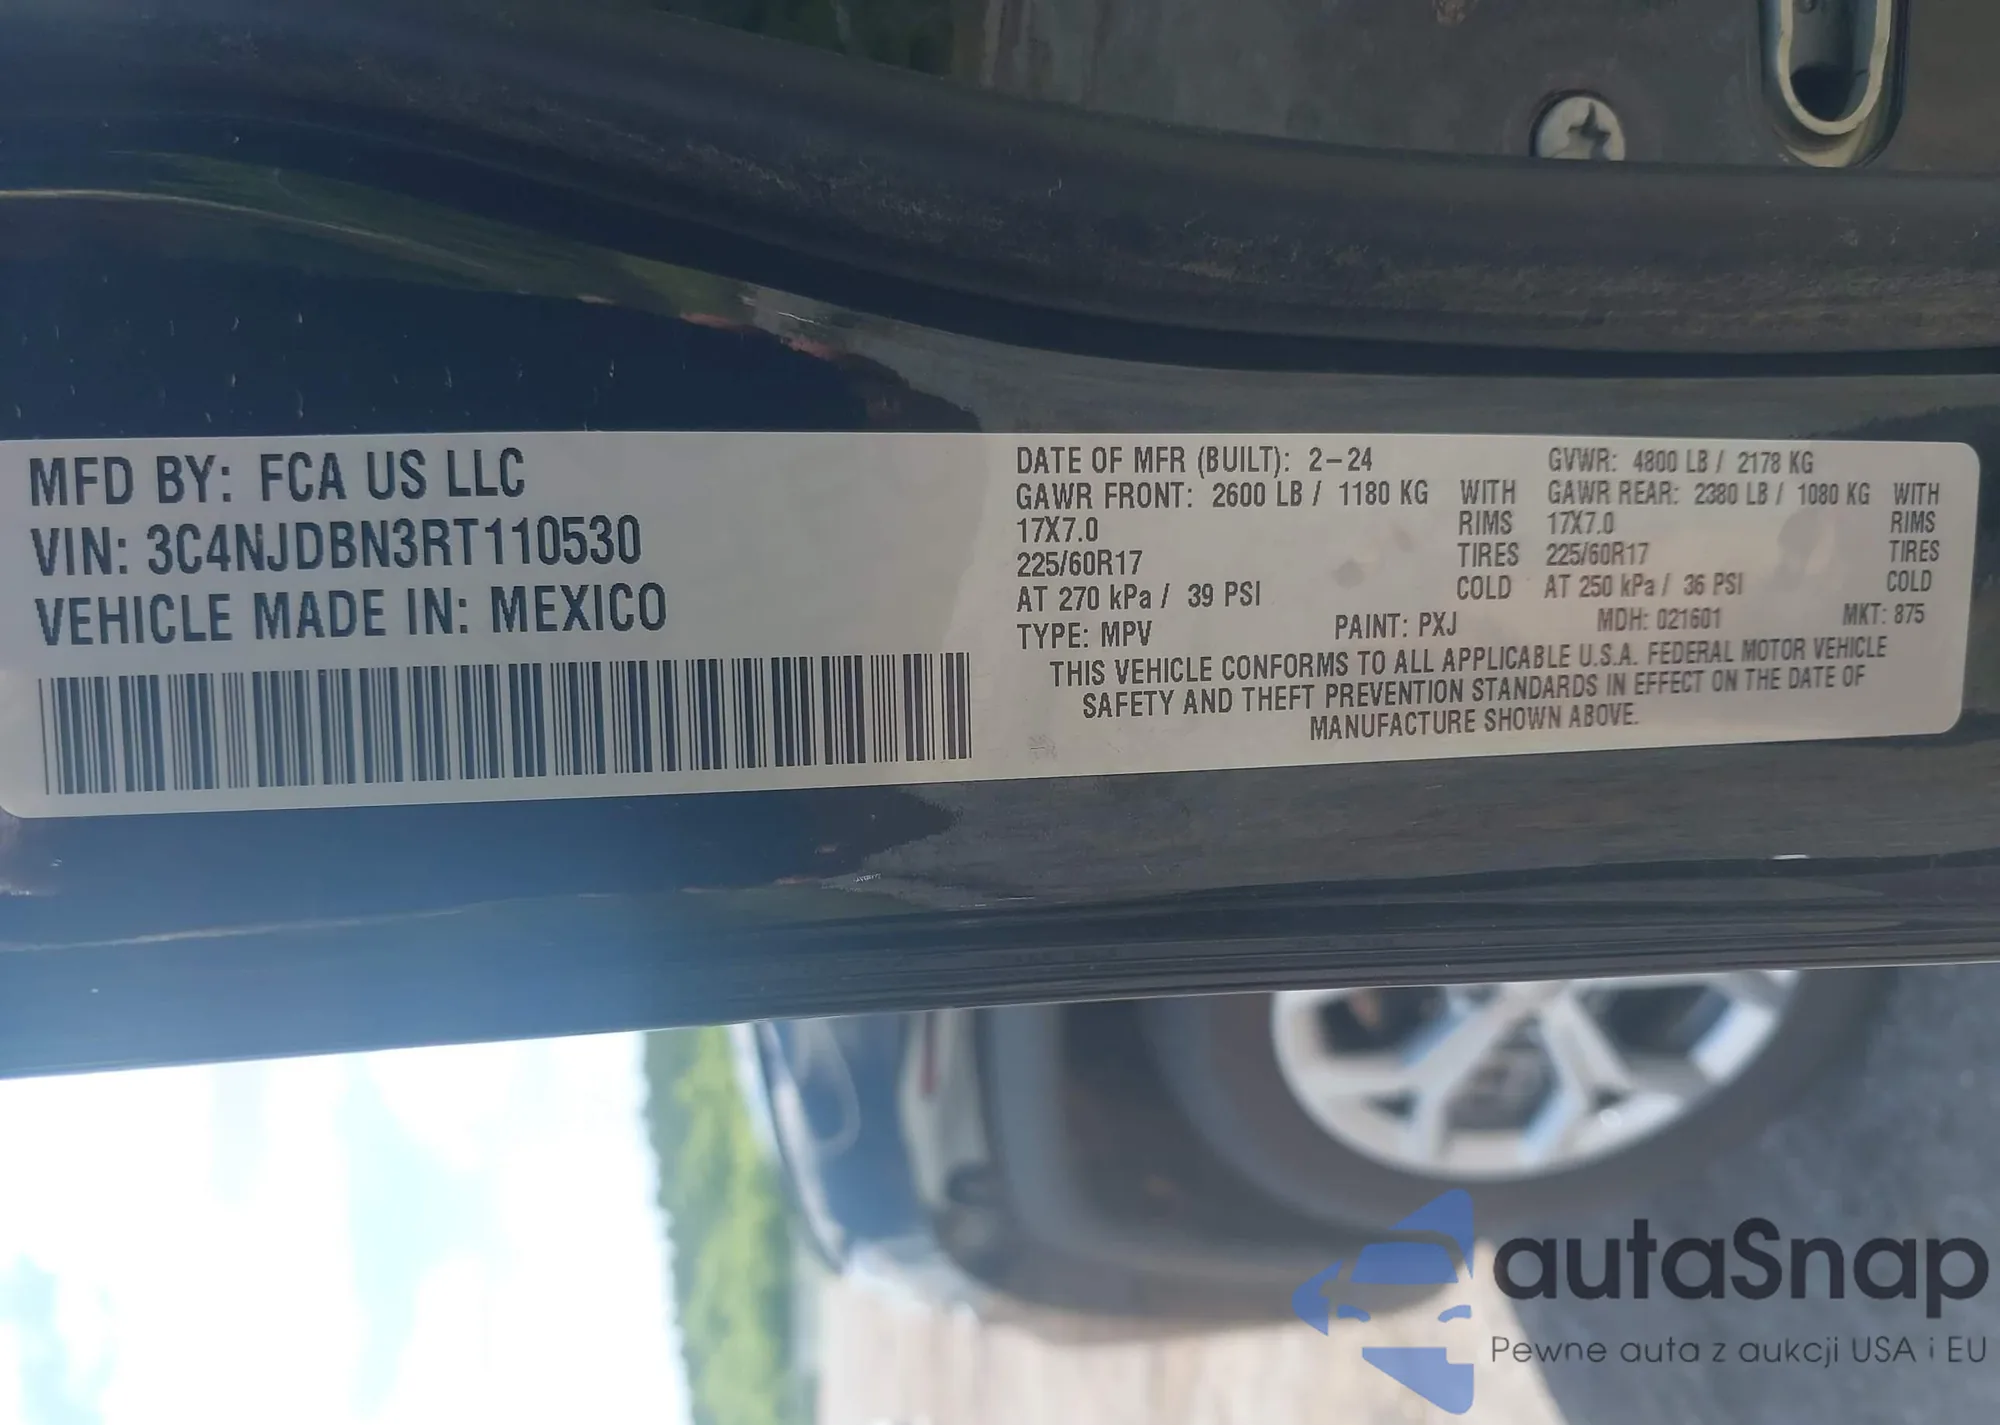 MFD BY: FCA US LLC
VIN: 3C4NJDBN3RT110530
VEHICLE MADE IN: MEXICO
DATE OF MFR (BUILT): 2-24 GVWR: 4800 LB / 2178 KG
GAWR FRONT: 2600 LB / 1180 KG WITH GAWR REAR: 2380 LB / 1080 KG WITH
17X7.0 RIMS 17X7.0 RIMS
225/60R17 TIRES 225/60R17 TIRES
AT 270 kPa / 39 PSI COLD AT 250 kPa / 36 PSI COLD
TYPE: MPV PAINT: PXJ MDH: 021601 MKT: 875
THIS VEHICLE CONFORMS TO ALL APPLICABLE U.S.A. FEDERAL MOTOR VEHICLE
SAFETY AND THEFT PREVENTION STANDARDS IN EFFECT ON THE DATE OF
MANUFACTURE SHOWN ABOVE.
autaSnap
Pewne auta z aukcji USA i EU